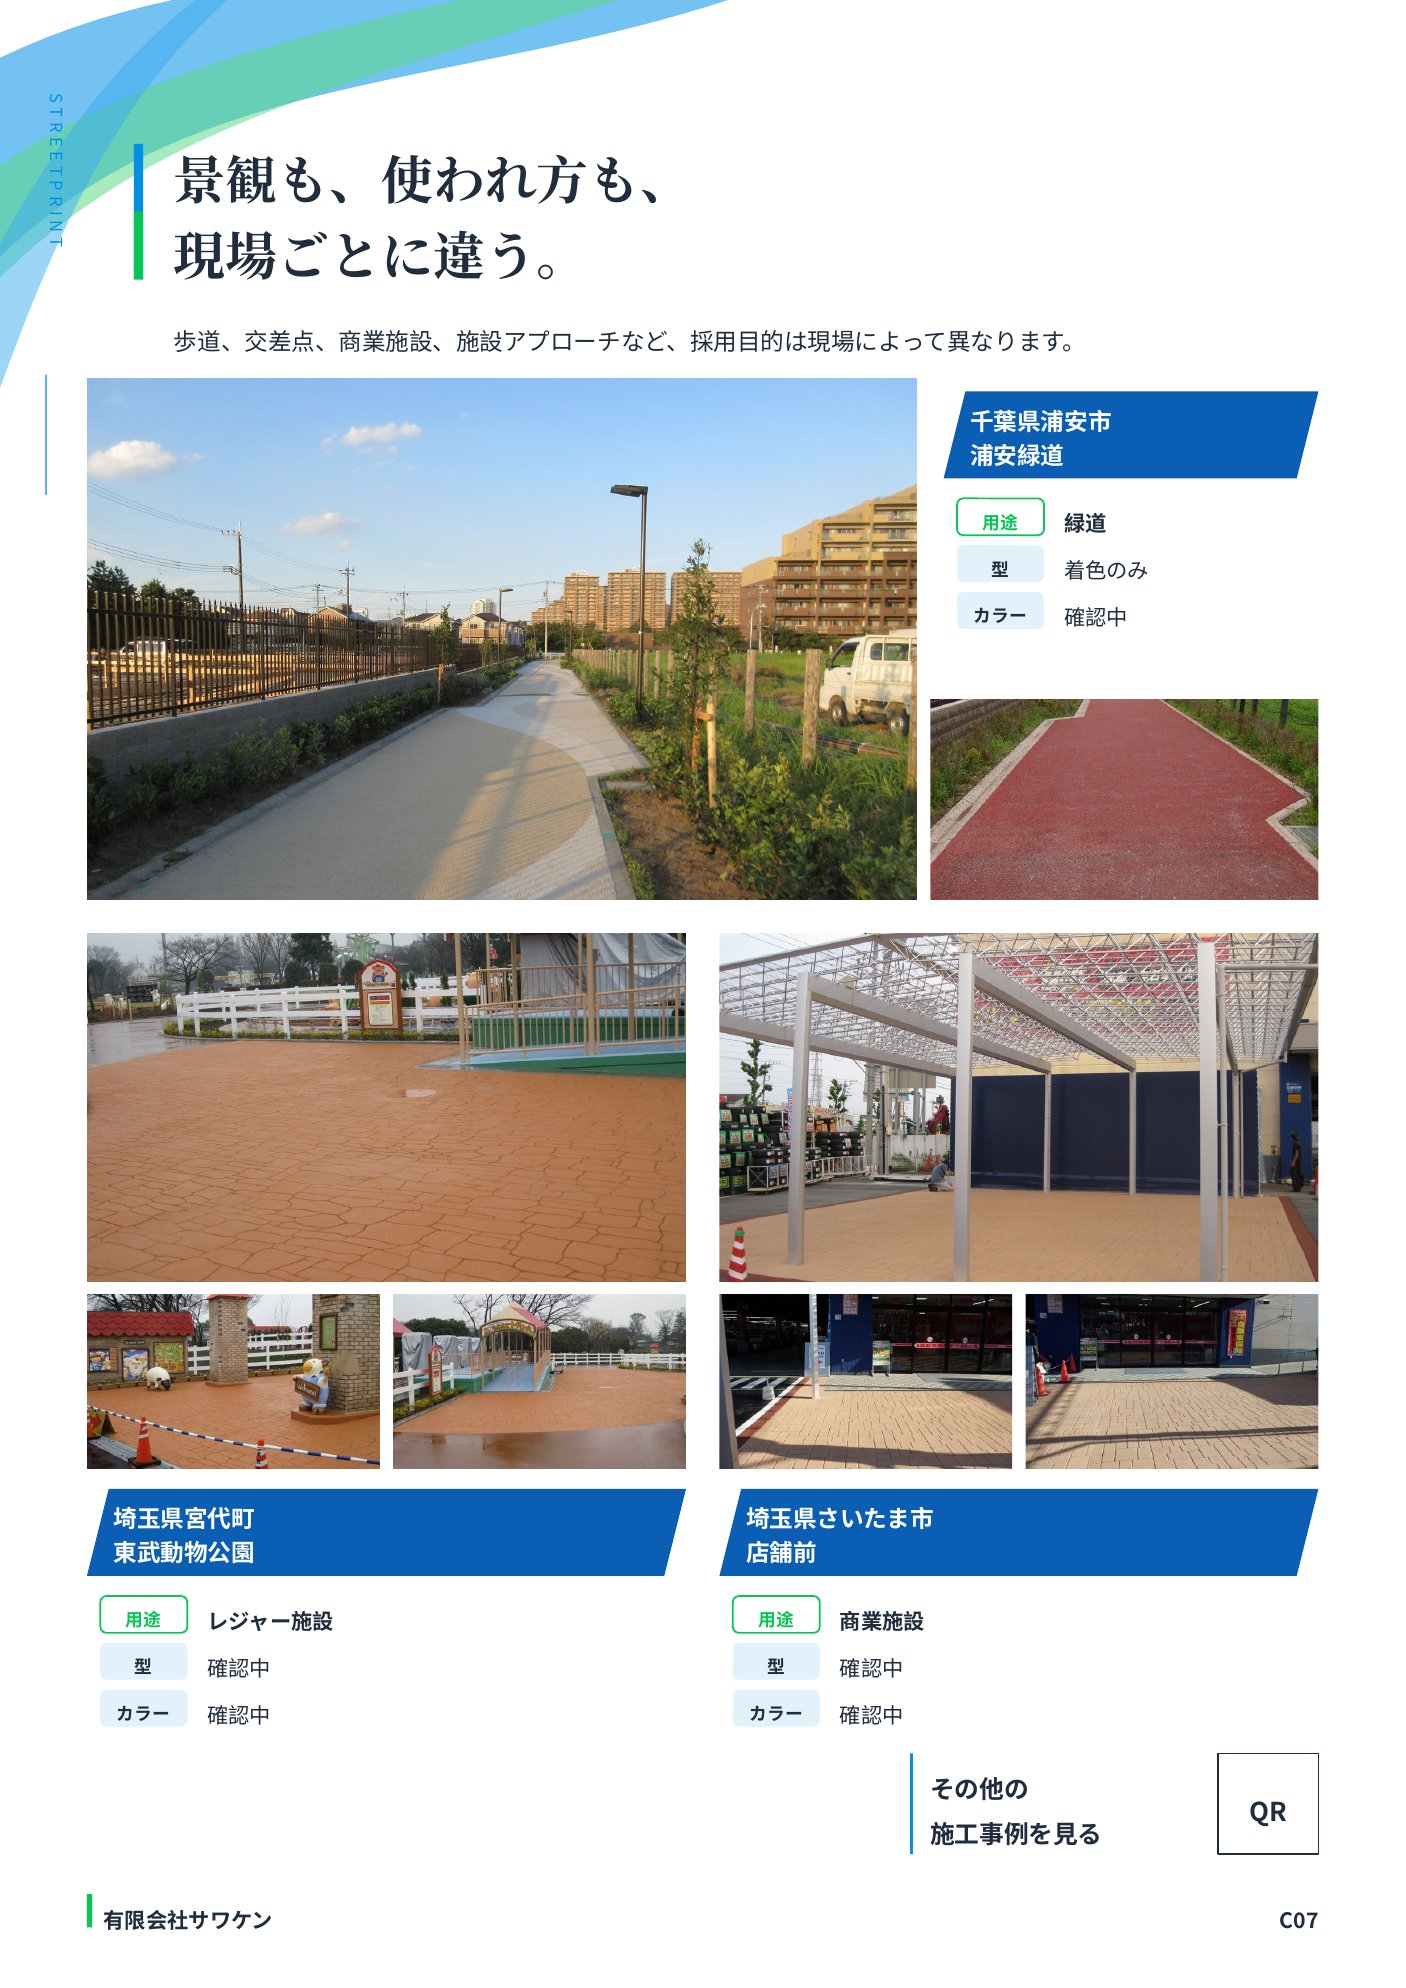 STREETPRINT
景観も、使われ方も、
現場ごとに違う。
歩道、交差点、商業施設、施設アプローチなど、採用目的は現場によって異なります。
千葉県浦安市
浦安緑道
用途 緑道
型 着色のみ
カラー 確認中
埼玉県宮代町
東武動物公園
用途 レジャー施設
型 確認中
カラー 確認中
埼玉県さいたま市
店舗前
用途 商業施設
型 確認中
カラー 確認中
その他の
施工事例を見る
QR
有限会社サワケン
C07